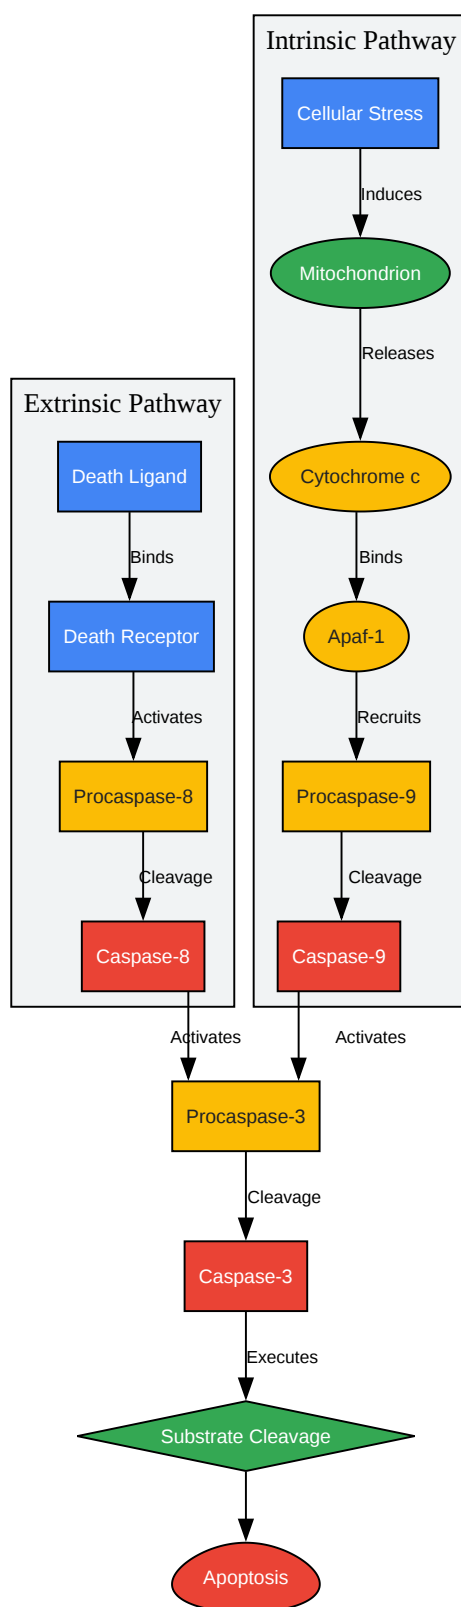 Intrinsic Pathway
Cellular Stress
Induces
Mitochondrion
Releases
Extrinsic Pathway
Death Ligand
Cytochrome c
Binds
Binds
Death Receptor
Apaf-1
Activates
Recruits
Procaspase-8
Procaspase-9
Cleavage
Cleavage
Caspase-8
Caspase-9
Activates
Activates
Procaspase-3
Cleavage
Caspase-3
Executes
Substrate Cleavage
Apoptosis